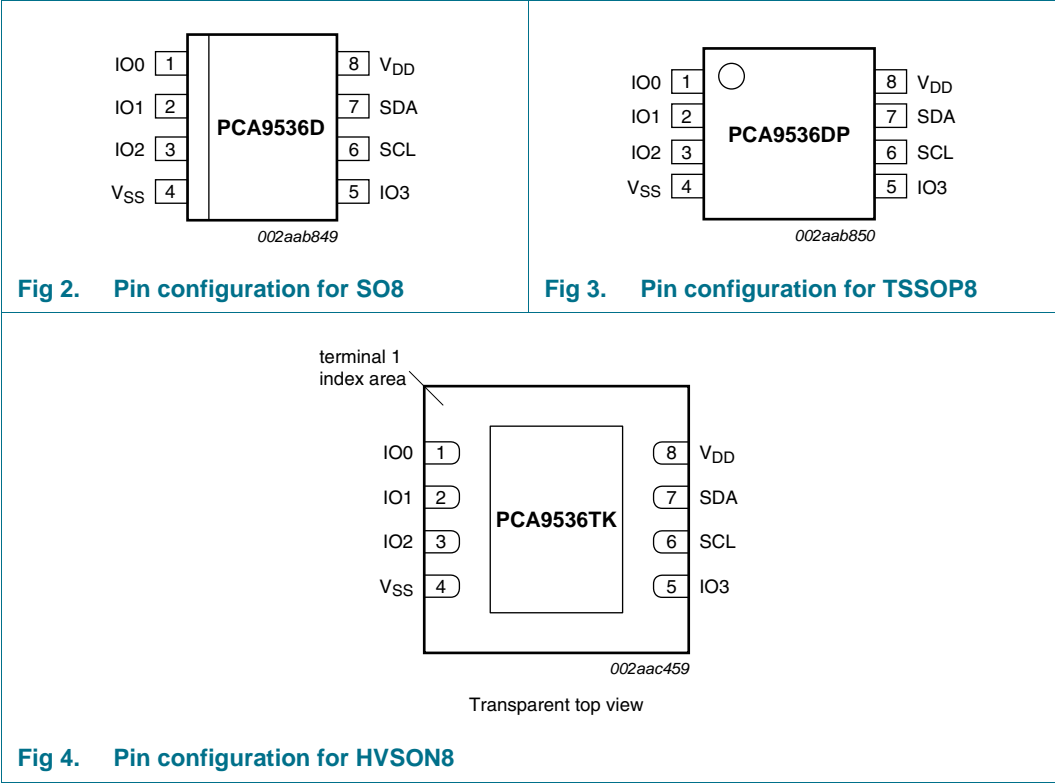 IO0 1
IO1 2
IO2 3
VSS 4
PCA9536D
8 VDD
7 SDA
6 SCL
5 IO3
002aab849
Fig 2. Pin configuration for SO8
IO0 1
IO1 2
IO2 3
VSS 4
PCA9536DP
8 VDD
7 SDA
6 SCL
5 IO3
002aab850
Fig 3. Pin configuration for TSSOP8
terminal 1
index area
IO0 1
IO1 2
IO2 3
VSS 4
PCA9536TK
8 VDD
7 SDA
6 SCL
5 IO3
002aac459
Transparent top view
Fig 4. Pin configuration for HVSON8